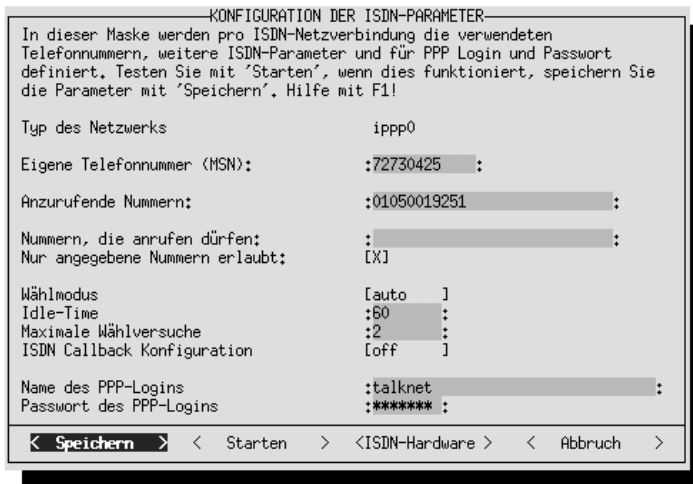 KONFIGURATION DER ISDN-PARAMETER
In dieser Maske werden pro ISDN-Netzverbindung die verwendeten
Telefonnummern, weitere ISDN-Parameter und für PPP Login und Passwort
definiert. Testen Sie mit 'Starten', wenn dies funktioniert, speichern Sie
die Parameter mit 'Speichern'. Hilfe mit F1!
Typ des Netzwerks ippp0
Eigene Telefonnummer (MSN): :72730425 :
Anzurufende Nummern: :01050019251 :
Nummern, die anrufen dürfen: : :
Nur angegebene Nummern erlaubt: [X]
Wählmodus [auto ]
Idle-Time :60 :
Maximale Wählversuche :2 :
ISDN Callback Konfiguration [off ]
Name des PPP-Logins :talknet :
Passwort des PPP-Logins :******* :
< Speichern > < Starten > <ISDN-Hardware > < Abbruch >